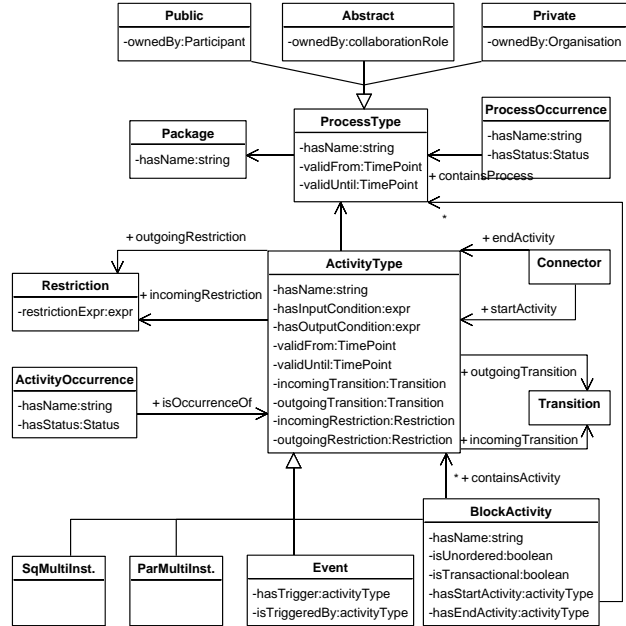 Public
-ownedBy:Participant
Abstract
-ownedBy:collaborationRole
Private
-ownedBy:Organisation
Package
-hasName:string
ProcessType
-hasName:string
-validFrom:TimePoint
-validUntil:TimePoint
ProcessOccurrence
-hasName:string
-hasStatus:Status
+ containsProcess
*
+ outgoingRestriction
+ endActivity
Restriction
-restrictionExpr:expr
+ incomingRestriction
ActivityType
-hasName:string
-hasInputCondition:expr
-hasOutputCondition:expr
-validFrom:TimePoint
-validUntil:TimePoint
-incomingTransition:Transition
-outgoingTransition:Transition
-incomingRestriction:Restriction
-outgoingRestriction:Restriction
Connector
+ startActivity
ActivityOccurrence
-hasName:string
-hasStatus:Status
+ isOccurrenceOf
+ outgoingTransition
Transition
+ incomingTransition
* + containsActivity
SqMultiInst.
ParMultiInst.
Event
-hasTrigger:activityType
-isTriggeredBy:activityType
BlockActivity
-hasName:string
-isUnordered:boolean
-isTransactional:boolean
-hasStartActivity:activityType
-hasEndActivity:activityType